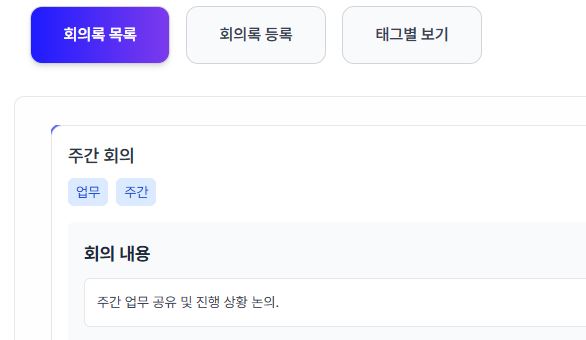 회의록 목록 회의록 등록 태그별 보기
주간 회의
업무 주간
회의 내용
주간 업무 공유 및 진행 상황 논의.